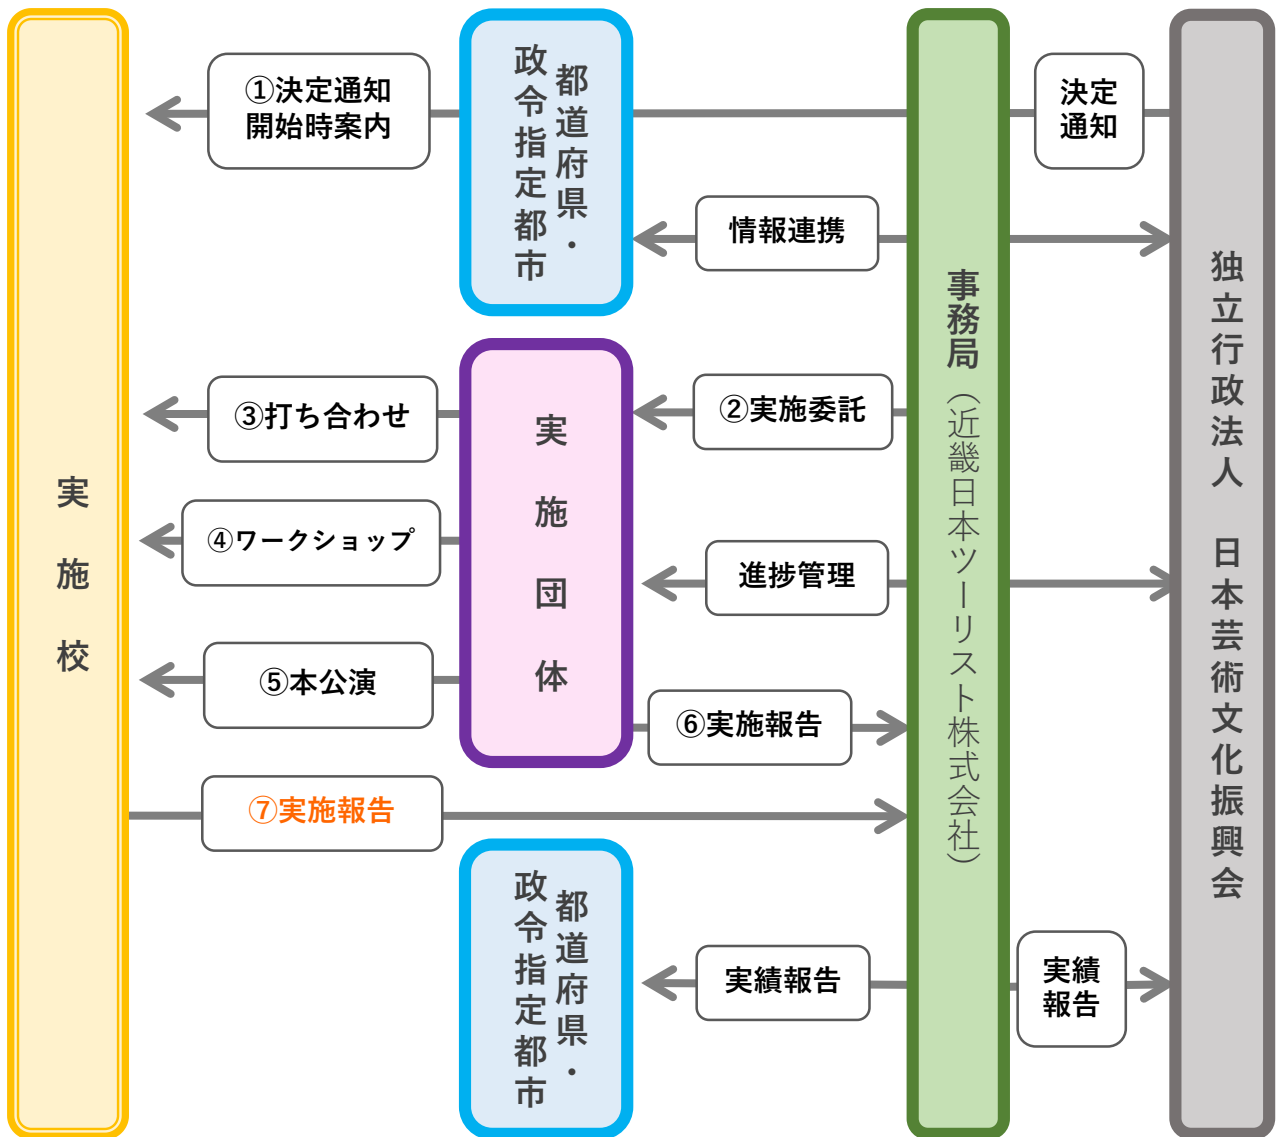 実施校
①決定通知
開始時案内
都道府県・
政令指定都市
決定
通知
情報連携
事務局（近畿日本ツーリスト株式会社）
独立行政法人 日本芸術文化振興会
実施団体
②実施委託
③打ち合わせ
④ワークショップ
進捗管理
⑤本公演
⑥実施報告
⑦実施報告
都道府県・
政令指定都市
実績報告
実績
報告